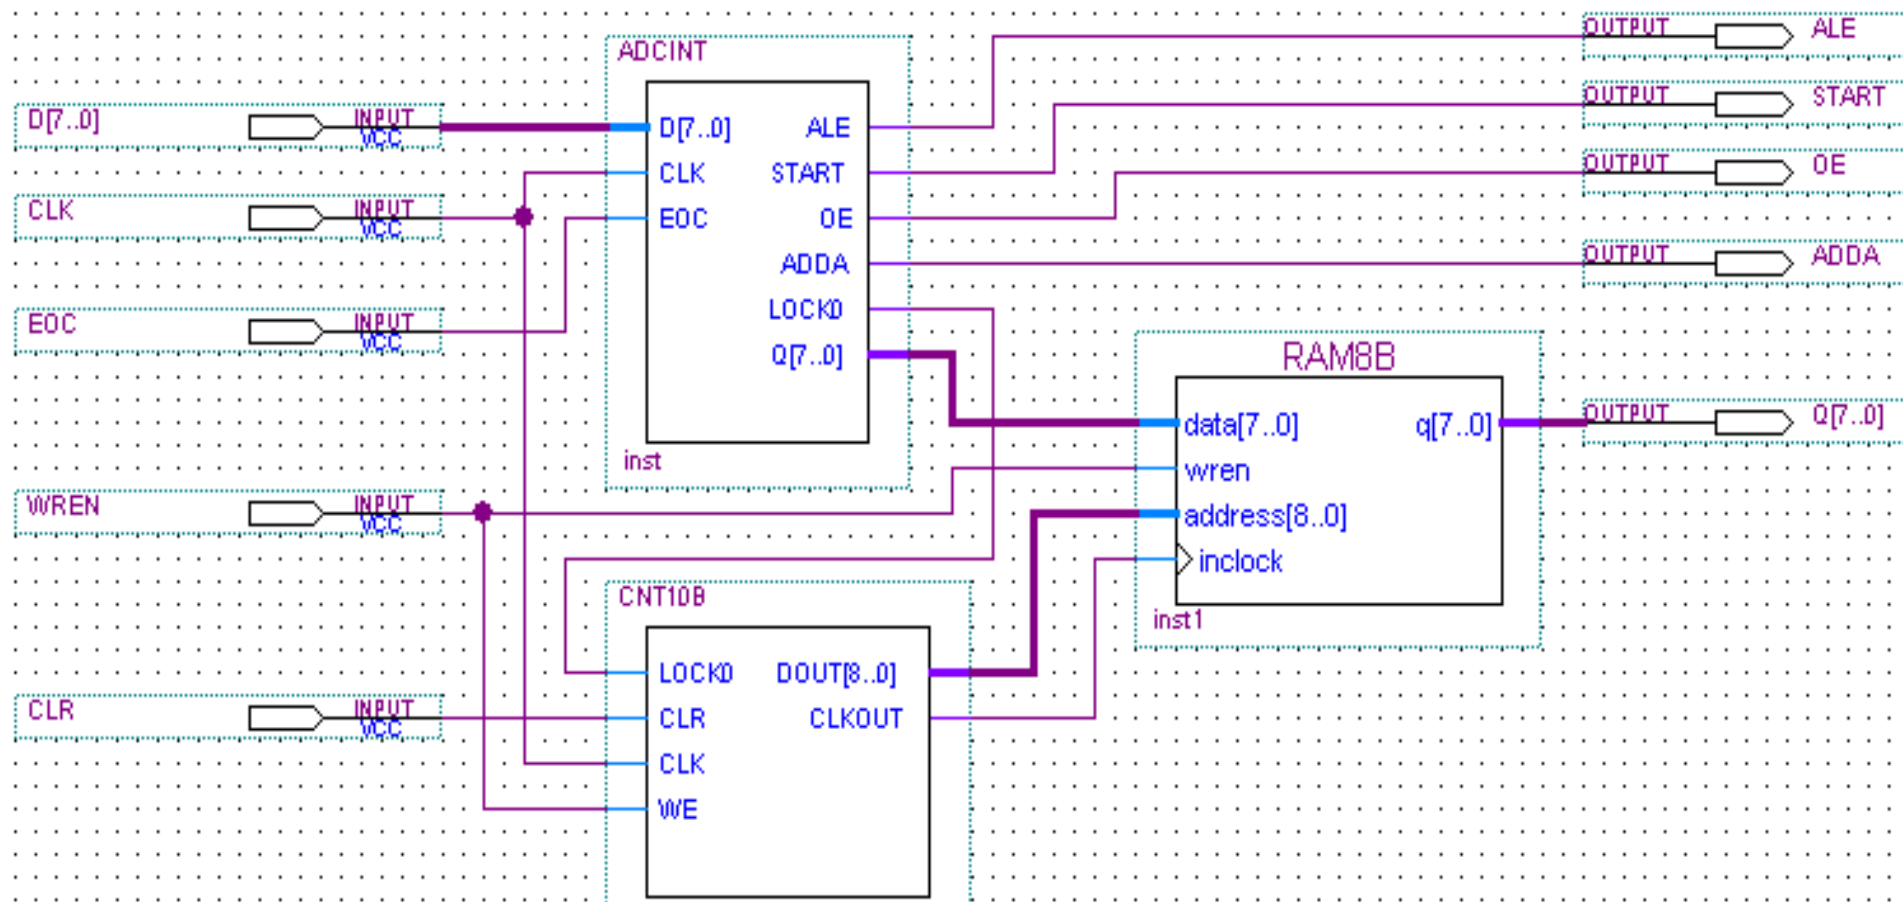 ADCINT
D[7..0] INPUT VCC
CLK INPUT VCC
EOC INPUT VCC
WREN INPUT VCC
CLR INPUT VCC
D[7..0] ALE
CLK START
EOC OE
ADDA
LOCK0
Q[7..0]
inst
CNT10B
LOCK0 DOUT[8..0]
CLR CLKOUT
CLK
WE
RAM8B
data[7..0] q[7..0]
wren
address[8..0]
inclock
inst1
OUTPUT ALE
OUTPUT START
OUTPUT OE
OUTPUT ADDA
OUTPUT Q[7..0]